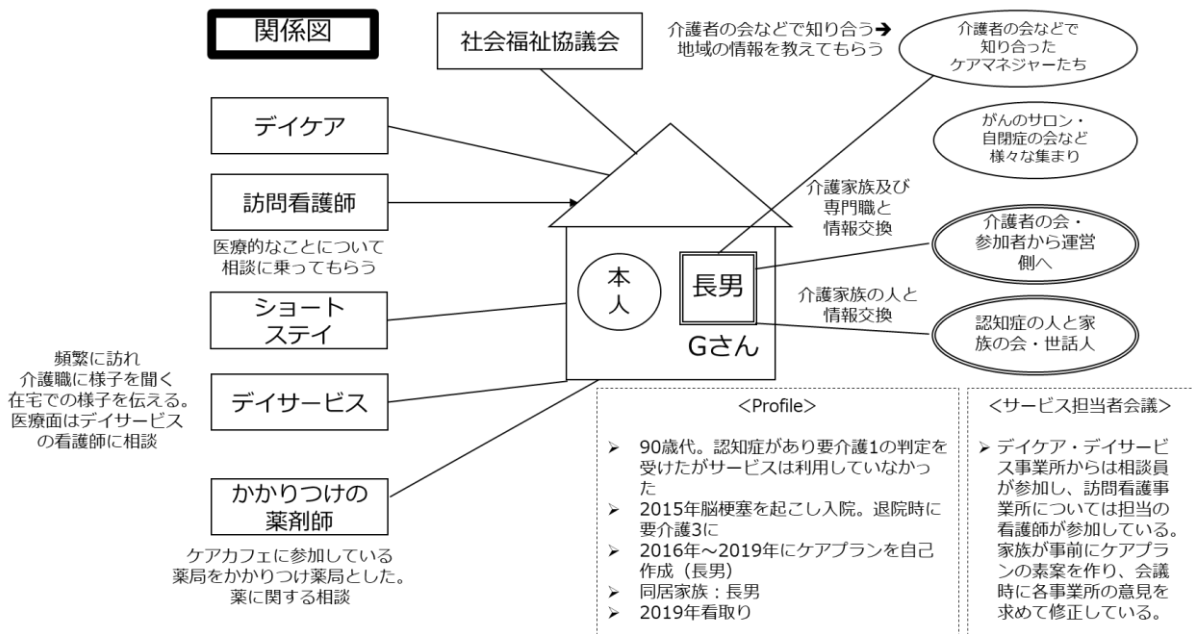 関係図
社会福祉協議会
介護者の会などで知り合う➔
地域の情報を教えてもらう
介護者の会などで
知り合った
ケアマネジャーたち
デイケア
がんのサロン・
自閉症の会など
様々な集まり
訪問看護師
医療的なことについて
相談に乗ってもらう
介護家族及び
専門職と
情報交換
介護者の会・
参加者から運営
側へ
本
人
長男
Gさん
ショート
ステイ
介護家族の人と
情報交換
認知症の人と家
族の会・世話人
頻繁に訪れ
介護職に様子を聞く
在宅での様子を伝える。
医療面はデイサービス
の看護師に相談
デイサービス
かかりつけの
薬剤師
ケアカフェに参加している
薬局をかかりつけ薬局とした。
薬に関する相談
<Profile>
➢ 90歳代。認知症があり要介護1の判定を
受けたがサービスは利用していなかっ
た
➢ 2015年脳梗塞を起こし入院。退院時に
要介護3に
➢ 2016年～2019年にケアプランを自己
作成（長男）
➢ 同居家族：長男
➢ 2019年看取り
<サービス担当者会議>
➢ デイケア・デイサービ
ス事業所からは相談員
が参加し、訪問看護事
業所については担当の
看護師が参加している。
家族が事前にケアプラ
ンの素案を作り、会議
時に各事業所の意見を
求めて修正している。